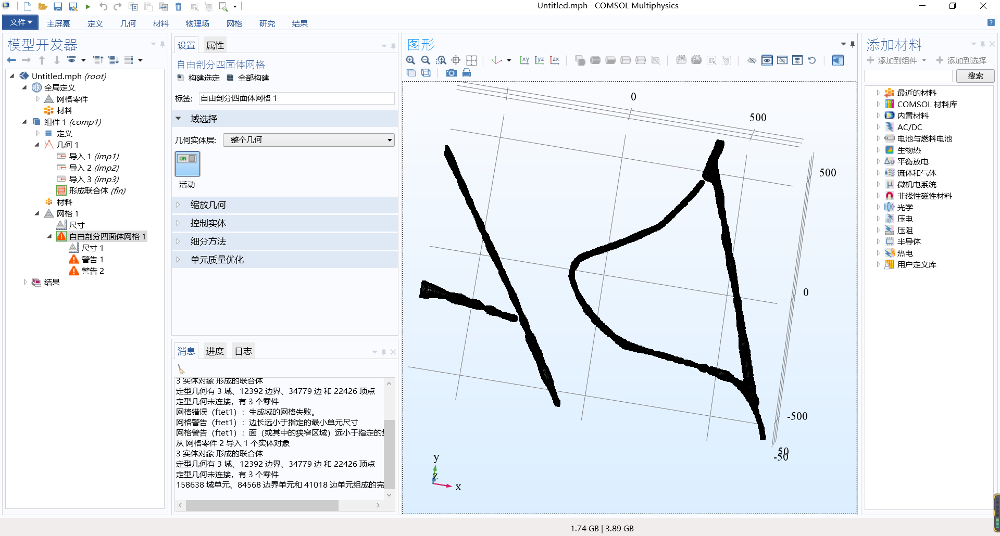 Untitled.mph - COMSOL Multiphysics
文件
主屏幕
定义
几何
材料
物理场
网格
研究
结果
模型开发器
Untitled.mph (root)
全局定义
网格零件
材料
组件 1 (comp1)
定义
几何 1
导入 1 (imp1)
导入 2 (imp2)
导入 3 (imp3)
形成联合体 (fin)
材料
网格 1
尺寸
自由剖分四面体网格 1
尺寸 1
警告 1
警告 2
结果
设置
属性
自由剖分四面体网格
构建选定
全部构建
标签:
自由剖分四面体网格 1
域选择
几何实体层:
整个几何
ON
活动
缩放几何
控制实体
细分方法
单元质量优化
消息
进度
日志
3 实体对象 形成的联合体
定型几何有 3 域、12392 边界、34779 边 和 22426 顶点
定型几何未连接，有 3 个零件
网格错误（ftet1）：生成域的网格失败。
网格警告（ftet1）：边长远小于指定的最小单元尺寸
网格警告（ftet1）：面（或其中的狭窄区域）远小于指定的
从 网格零件 2 导入 1 个实体对象
3 实体对象 形成的联合体
定型几何有 3 域、12392 边界、34779 边 和 22426 顶点
定型几何未连接，有 3 个零件
158638 域单元、84568 边界单元和 41018 边单元组成的完
图形
xy
yz
zx
0
500
500
0
-500
50
-50
y
z
x
添加材料
添加到组件
添加到选择
搜索
最近的材料
COMSOL 材料库
内置材料
AC/DC
电池与燃料电池
生物热
平衡放电
流体和气体
微机电系统
非线性磁性材料
光学
压电
压阻
半导体
热电
用户定义库
1.74 GB | 3.89 GB